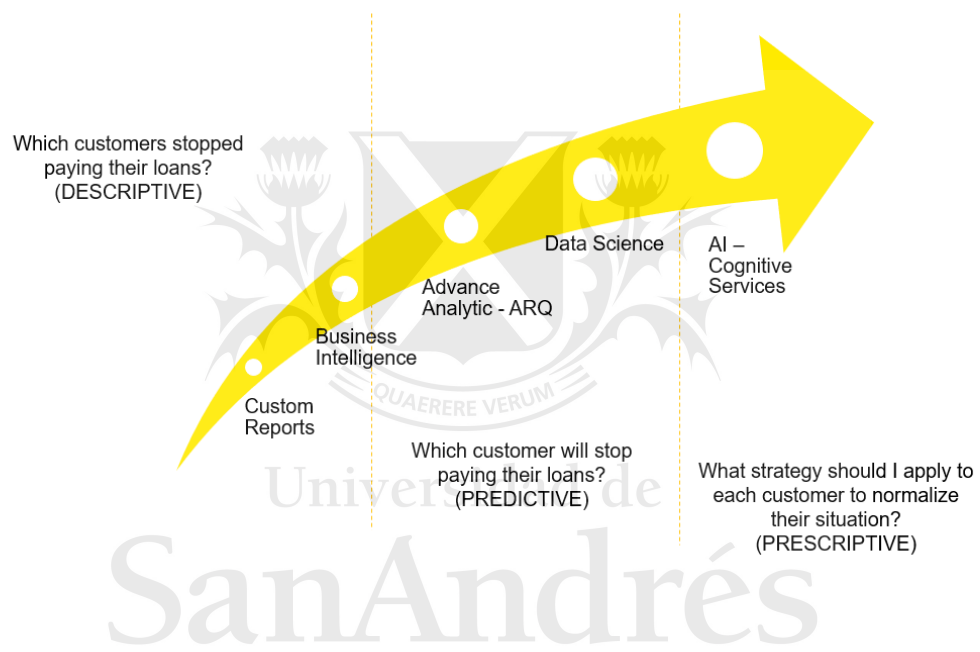 Which customers stopped
paying their loans?
(DESCRIPTIVE)
Data Science
AI –
Cognitive
Services
Advance
Analytic - ARQ
Business
Intelligence
Custom
Reports
QUAERERE VERUM
Which customer will stop
paying their loans?
(PREDICTIVE)
What strategy should I apply to
each customer to normalize
their situation?
(PRESCRIPTIVE)
Universidad de
SanAndrés